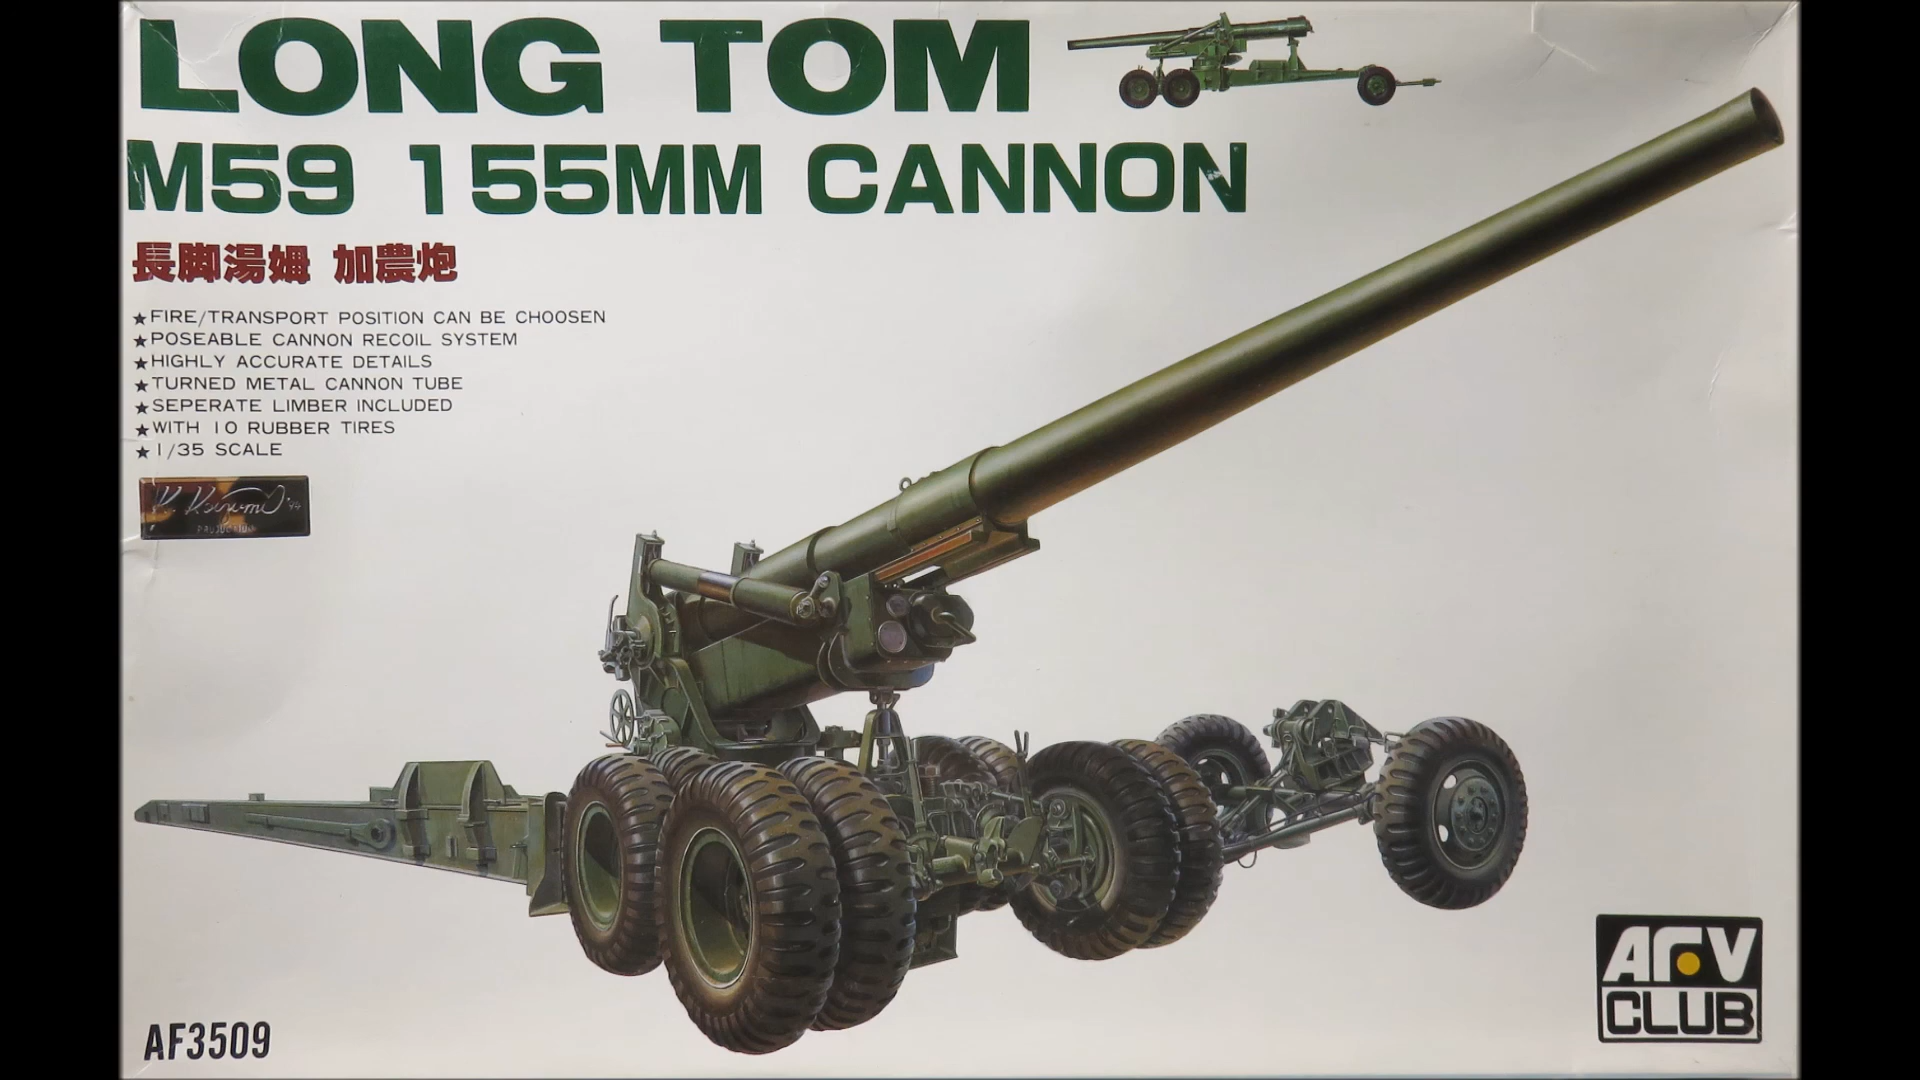 LONG TOM
M59 155MM CANNON
長脚湯姆 加農炮
★FIRE/TRANSPORT POSITION CAN BE CHOOSEN
★POSEABLE CANNON RECOIL SYSTEM
★HIGHLY ACCURATE DETAILS
★TURNED METAL CANNON TUBE
★SEPERATE LIMBER INCLUDED
★WITH 10 RUBBER TIRES
★1/35 SCALE
PRODUCTION
AF3509
AFV
CLUB